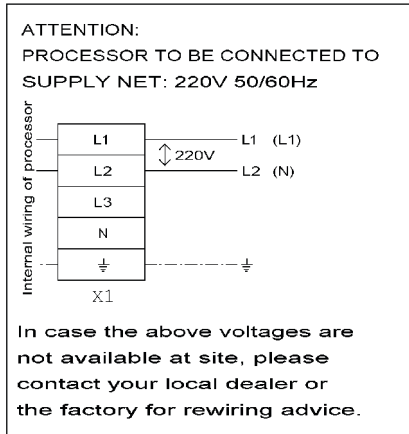 ATTENTION:
PROCESSOR TO BE CONNECTED TO
SUPPLY NET: 220V 50/60Hz
Internal wiring of processor
L1 L1 (L1)
220V
L2 L2 (N)
L3
N
X1
In case the above voltages are
not available at site, please
contact your local dealer or
the factory for rewiring advice.